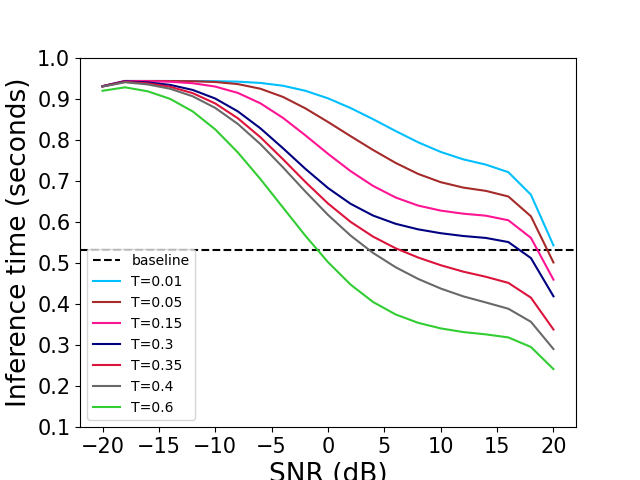 1.0
0.9
0.8
0.7
0.6
0.5
0.4
0.3
0.2
0.1
Inference time (seconds)
baseline
T=0.01
T=0.05
T=0.15
T=0.3
T=0.35
T=0.4
T=0.6
−20 −15 −10 −5 0 5 10 15 20
SNR (dB)